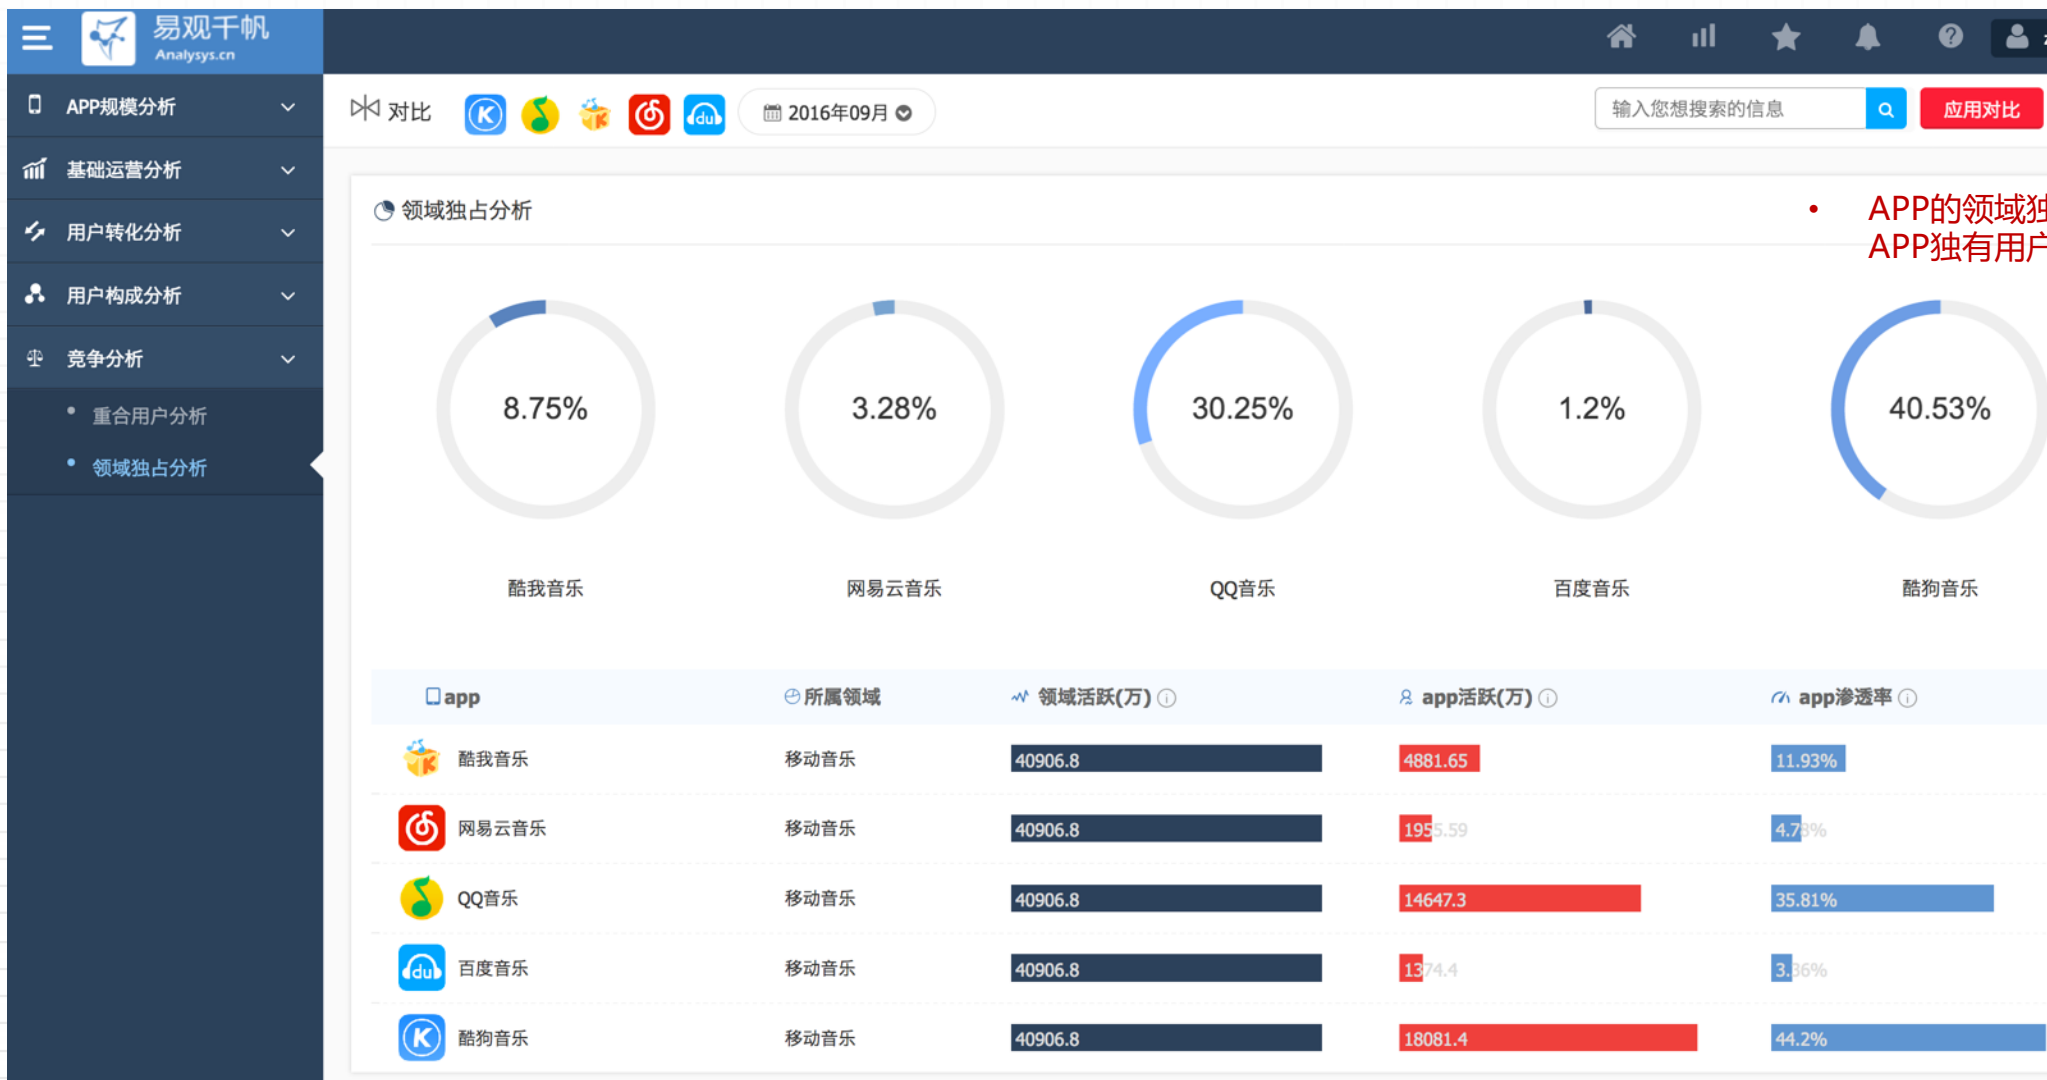 易观千帆
Analysys.cn
APP规模分析
基础运营分析
用户转化分析
用户构成分析
竞争分析
重合用户分析
领域独占分析
对比
2016年09月
输入您想搜索的信息
应用对比
领域独占分析
• APP的领域独
APP独有用户
8.75%
3.28%
30.25%
1.2%
40.53%
酷我音乐
网易云音乐
QQ音乐
百度音乐
酷狗音乐
app 所属领域 领域活跃(万) app活跃(万) app渗透率
酷我音乐 移动音乐 40906.8 4881.65 11.93%
网易云音乐 移动音乐 40906.8 1955.59 4.78%
QQ音乐 移动音乐 40906.8 14647.3 35.81%
百度音乐 移动音乐 40906.8 1374.4 3.36%
酷狗音乐 移动音乐 40906.8 18081.4 44.2%